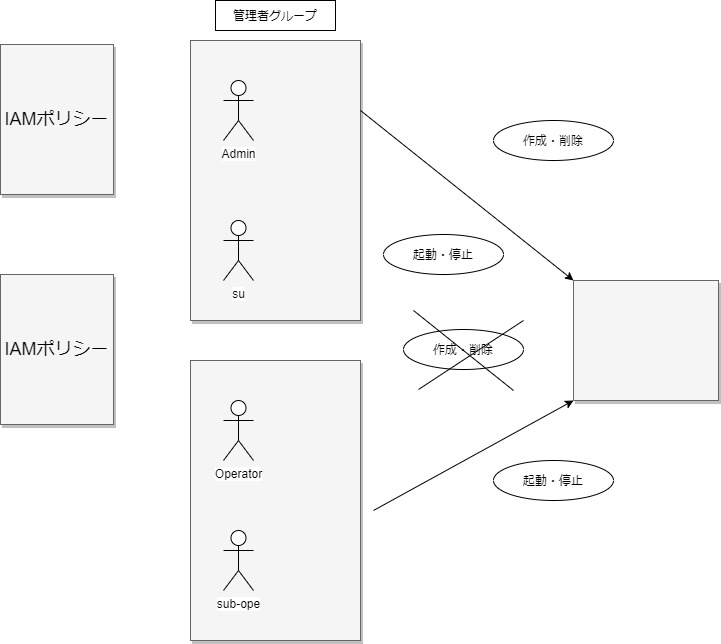 管理者グループ
IAMポリシー
Admin
作成・削除
su
起動・停止
IAMポリシー
作成・削除
Operator
起動・停止
sub-ope